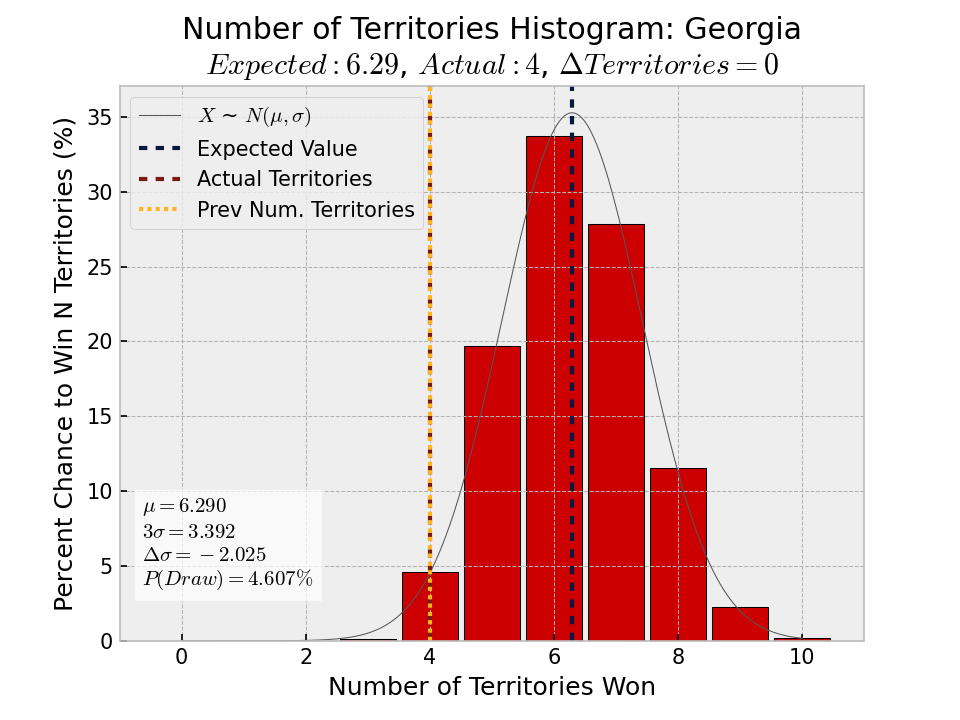 Number of Territories Histogram: Georgia
Expected : 6.29, Actual : 4, ΔTerritories = 0
Percent Chance to Win N Territories (%)
35
30
25
20
15
10
5
0
X ~ N(μ, σ)
Expected Value
Actual Territories
Prev Num. Territories
μ = 6.290
3σ = 3.392
Δσ = −2.025
P(Draw) = 4.607%
0 2 4 6 8 10
Number of Territories Won